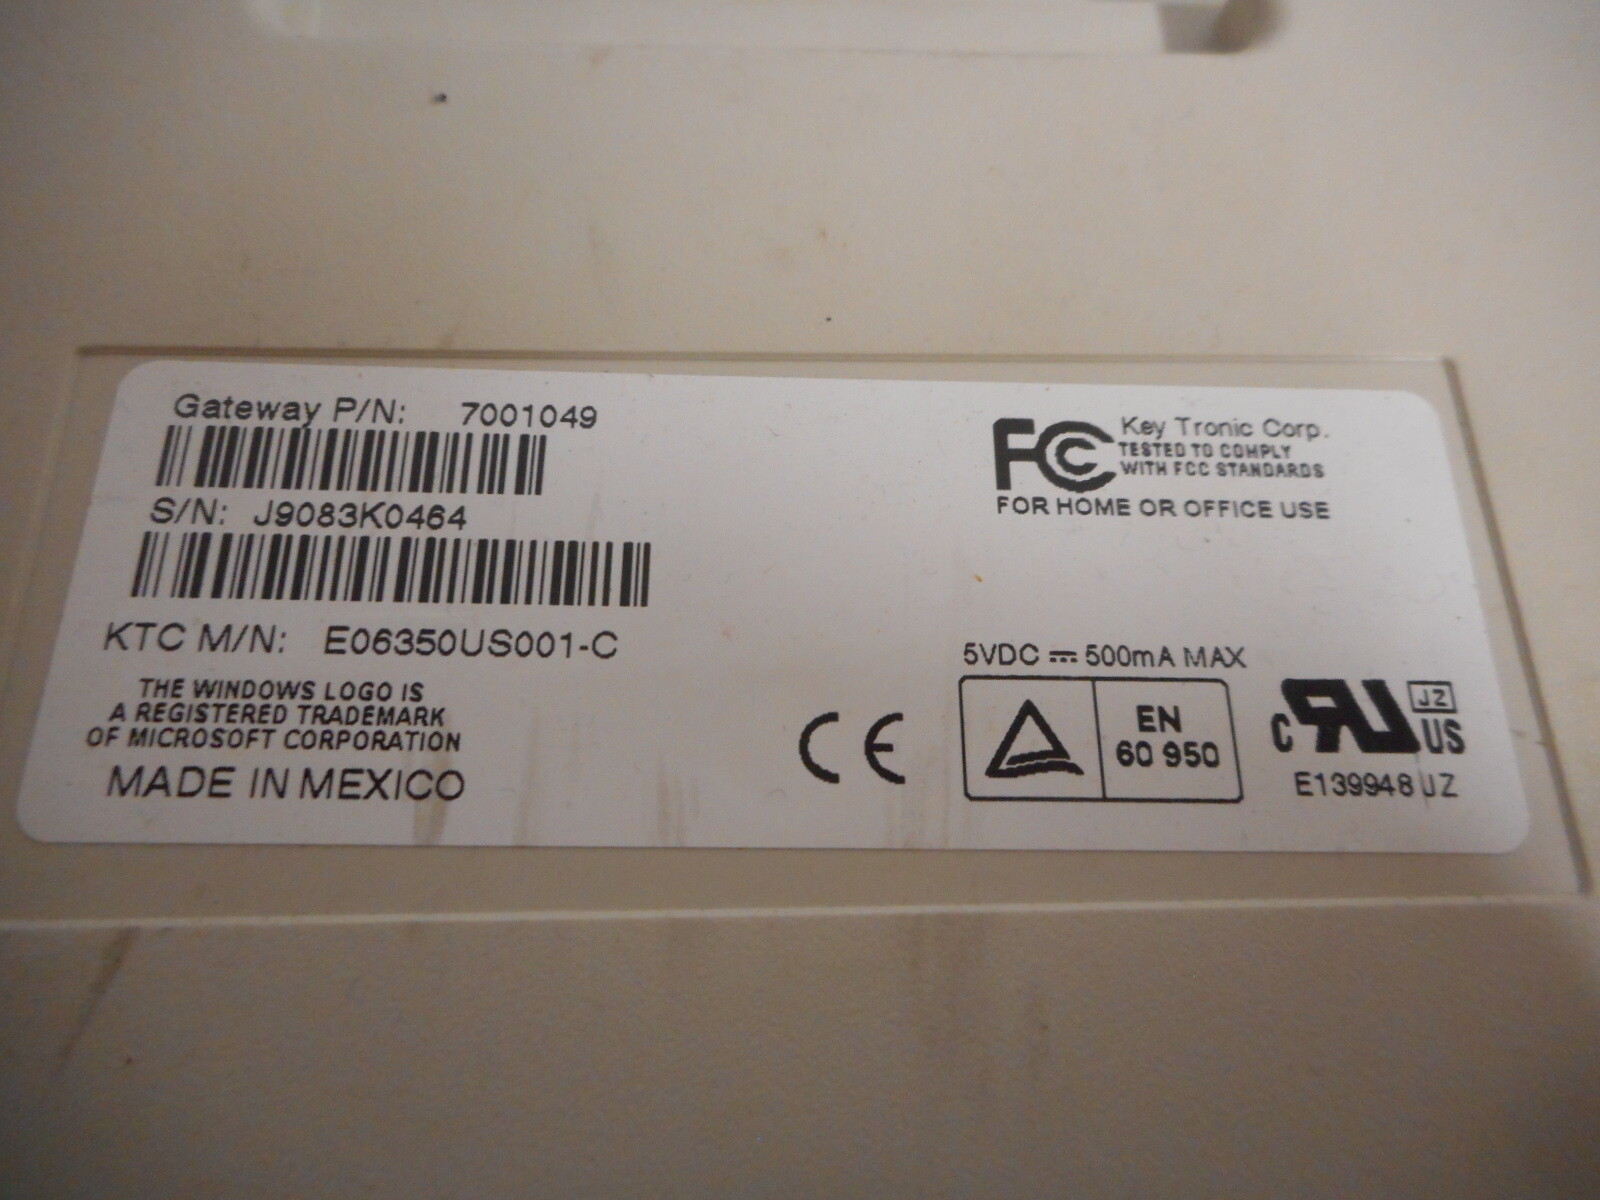 Gateway P/N: 7001049
S/N: J9083K0464
KTC M/N: E06350US001-C
THE WINDOWS LOGO IS
A REGISTERED TRADEMARK
OF MICROSOFT CORPORATION
MADE IN MEXICO
FC Key Tronic Corp.
TESTED TO COMPLY
WITH FCC STANDARDS
FOR HOME OR OFFICE USE
5VDC ⎓ 500mA MAX
CE
EN
60 950
C RU US
JZ
E139948 JZ